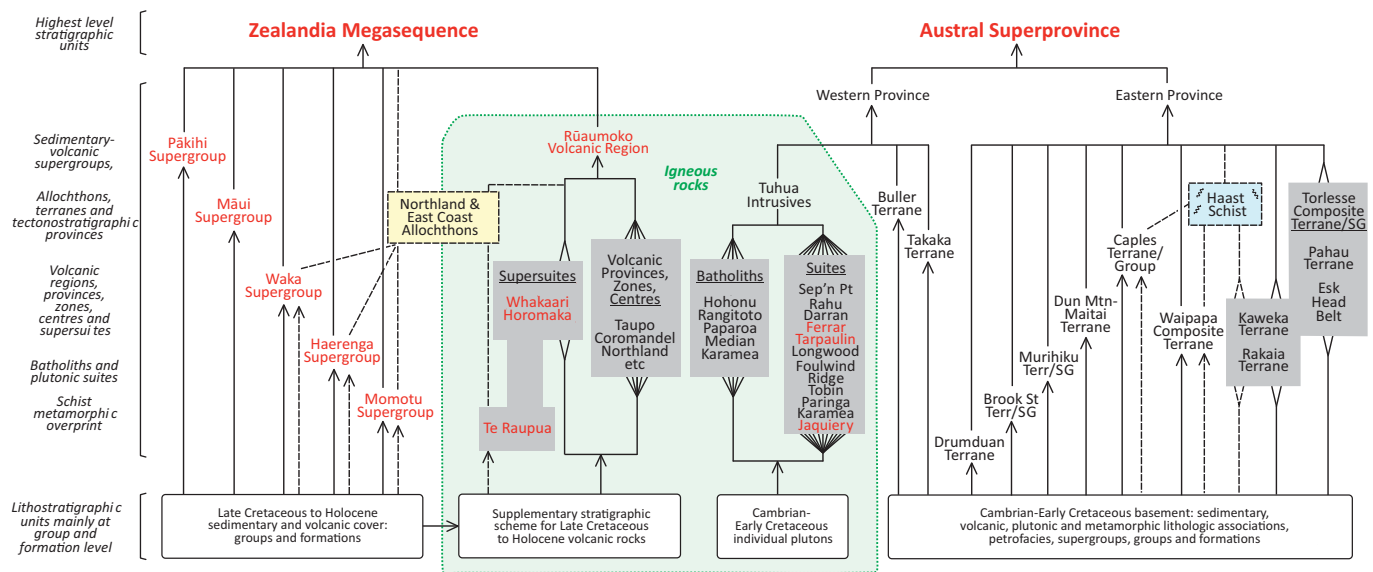 Highest level
stratigraphic
units
Zealandia Megasequence
Austral Superprovince
Sedimentary-
volcanic
supergroups,
Allochthons,
terranes and
tectonostratigraphic
provinces
Volcanic
regions,
provinces,
zones,
centres and
supersuites
Batholiths and
plutonic suites
Schist
metamorphic
overprint
Lithostratigraphic
units mainly at
group and
formation level
Pākihi
Supergroup
Māui
Supergroup
Waka
Supergroup
Haerenga
Supergroup
Momotu
Supergroup
Northland &
East Coast
Allochthons
Rūaumoko
Volcanic Region
Igneous
rocks
Supersuites
Whakaari
Horomaka
Te Raupua
Volcanic
Provinces,
Zones,
Centres
Taupo
Coromandel
Northland
etc
Tuhua
Intrusives
Batholiths
Hohonu
Rangitoto
Paparoa
Median
Karamea
Suites
Sep'n Pt
Rahu
Darran
Ferrar
Tarpaulin
Longwood
Foulwind
Ridge
Tobin
Paringa
Karamea
Jaquiery
Western Province
Eastern Province
Buller
Terrane
Takaka
Terrane
Drumduan
Terrane
Brook St
Terr/SG
Murihiku
Terr/SG
Dun Mtn-
Maitai
Terrane
Caples
Terrane/
Group
Waipapa
Composite
Terrane
Haast
Schist
Kaweka
Terrane
Rakaia
Terrane
Torlesse
Composite
Terrane/SG
Pahau
Terrane
Esk
Head
Belt
Late Cretaceous to Holocene
sedimentary and volcanic cover:
groups and formations
Supplementary stratigraphic
scheme for Late Cretaceous
to Holocene volcanic rocks
Cambrian-
Early Cretaceous
individual plutons
Cambrian-Early Cretaceous basement: sedimentary,
volcanic, plutonic and metamorphic lithologic associations,
petrofacies, supergroups, groups and formations